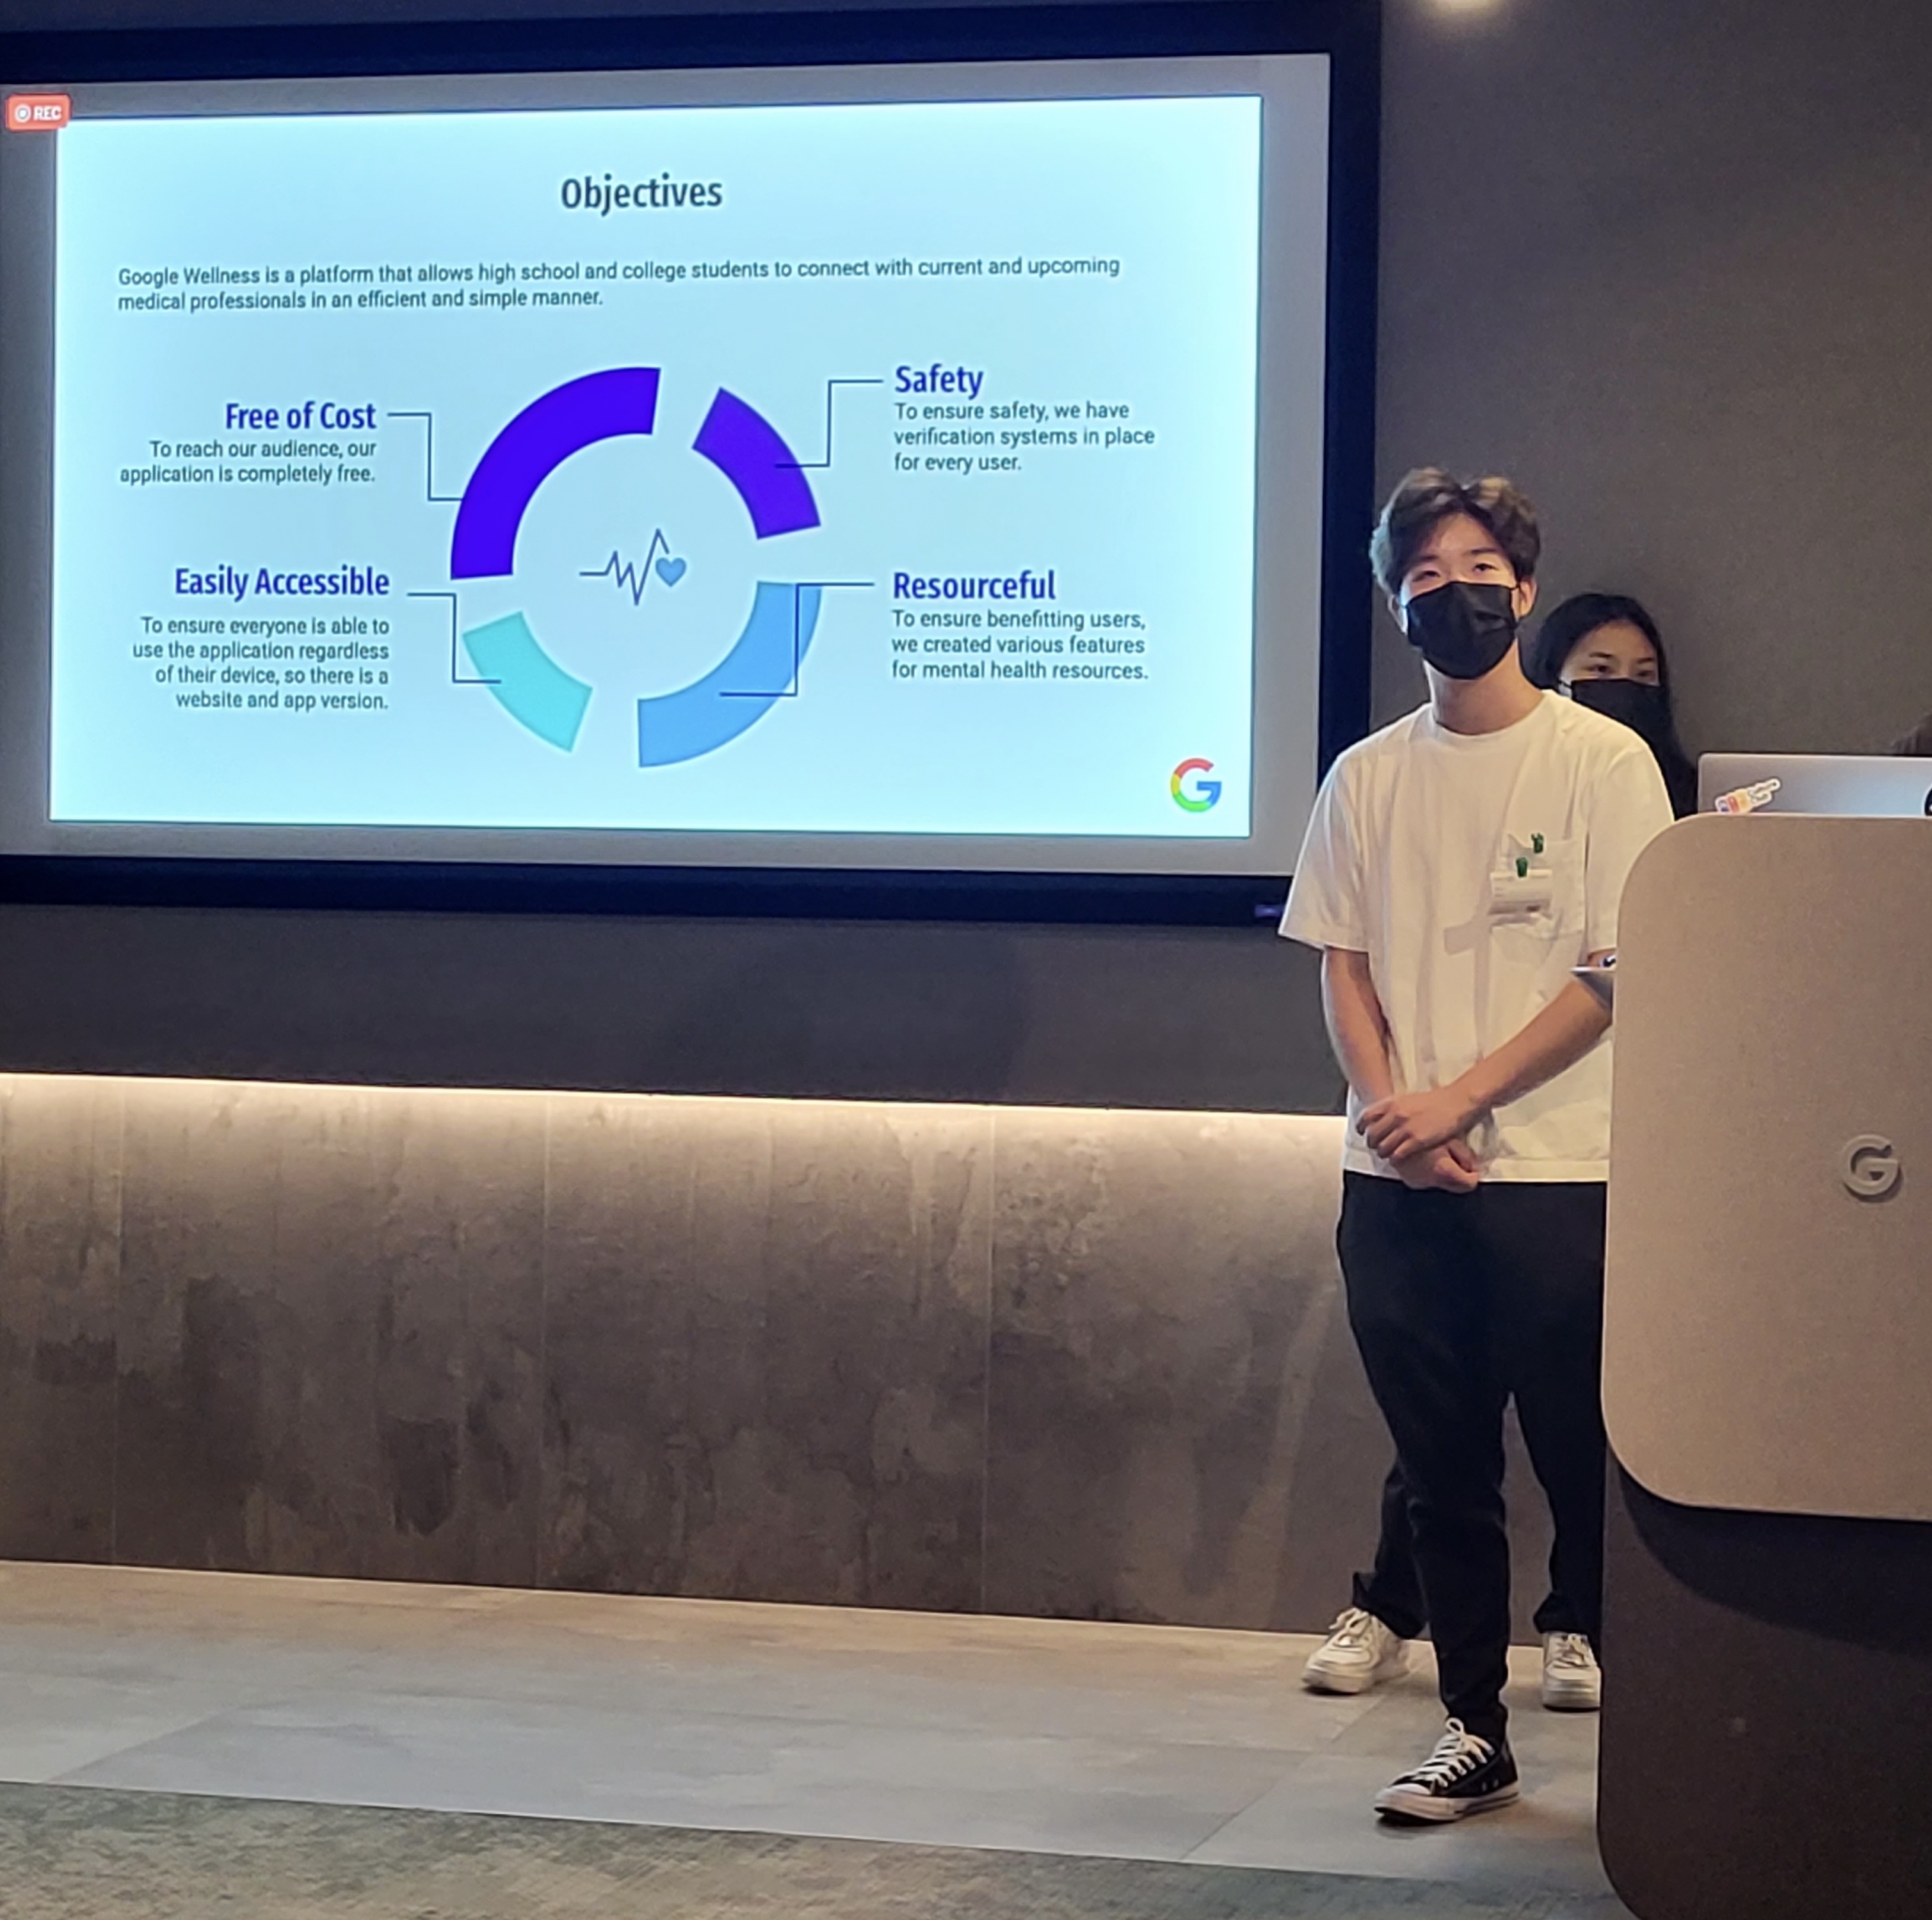 REC
Objectives
Google Wellness is a platform that allows high school and college students to connect with current and upcoming
medical professionals in an efficient and simple manner.
Free of Cost
To reach our audience, our
application is completely free.
Safety
To ensure safety, we have
verification systems in place
for every user.
Easily Accessible
To ensure everyone is able to
use the application regardless
of their device, so there is a
website and app version.
Resourceful
To ensure benefitting users,
we created various features
for mental health resources.
G
G